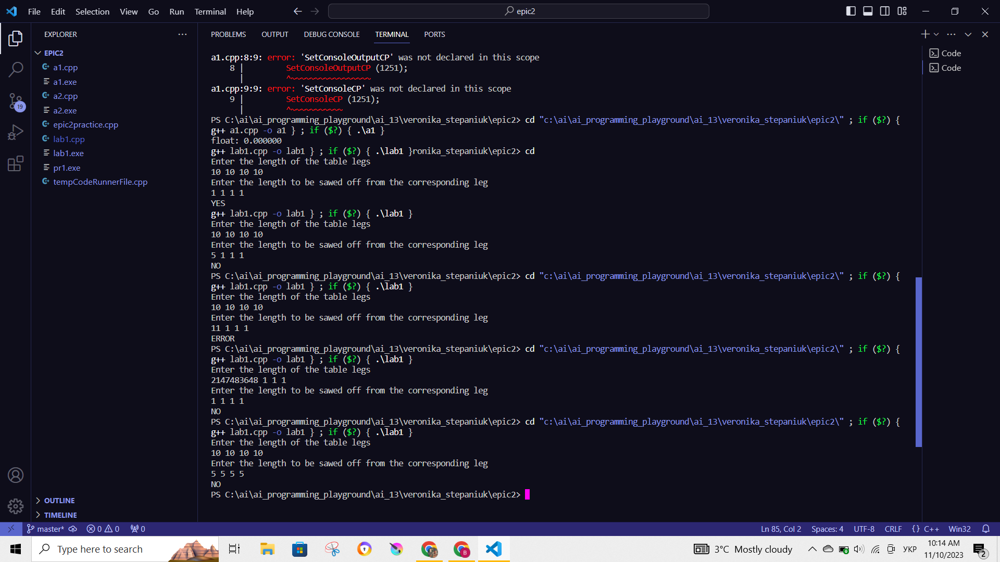 File Edit Selection View Go Run Terminal Help
epic2
EXPLORER
EPIC2
a1.cpp
a1.exe
a2.cpp
a2.exe
epic2practice.cpp
lab1.cpp
lab1.exe
pr1.exe
tempCodeRunnerFile.cpp
OUTLINE
TIMELINE
19
PROBLEMS OUTPUT DEBUG CONSOLE TERMINAL PORTS
Code
Code
a1.cpp:8:9: error: 'SetConsoleOutputCP' was not declared in this scope
8 | SetConsoleOutputCP (1251);
| ^~~~~~~~~~~~~~~~~~
a1.cpp:9:9: error: 'SetConsoleCP' was not declared in this scope
9 | SetConsoleCP (1251);
| ^~~~~~~~~~~~
PS C:\ai\ai_programming_playground\ai_13\veronika_stepaniuk\epic2> cd "c:\ai\ai_programming_playground\ai_13\veronika_stepaniuk\epic2\" ; if ($?) {
g++ a1.cpp -o a1 } ; if ($?) { .\a1 }
float: 0.000000
g++ lab1.cpp -o lab1 } ; if ($?) { .\lab1 }ronika_stepaniuk\epic2> cd
Enter the length of the table legs
10 10 10 10
Enter the length to be sawed off from the corresponding leg
1 1 1 1
YES
g++ lab1.cpp -o lab1 } ; if ($?) { .\lab1 }
Enter the length of the table legs
10 10 10 10
Enter the length to be sawed off from the corresponding leg
5 1 1 1
NO
PS C:\ai\ai_programming_playground\ai_13\veronika_stepaniuk\epic2> cd "c:\ai\ai_programming_playground\ai_13\veronika_stepaniuk\epic2\" ; if ($?) {
g++ lab1.cpp -o lab1 } ; if ($?) { .\lab1 }
Enter the length of the table legs
10 10 10 10
Enter the length to be sawed off from the corresponding leg
11 1 1 1
ERROR
PS C:\ai\ai_programming_playground\ai_13\veronika_stepaniuk\epic2> cd "c:\ai\ai_programming_playground\ai_13\veronika_stepaniuk\epic2\" ; if ($?) {
g++ lab1.cpp -o lab1 } ; if ($?) { .\lab1 }
Enter the length of the table legs
2147483648 1 1 1
Enter the length to be sawed off from the corresponding leg
1 1 1 1
NO
PS C:\ai\ai_programming_playground\ai_13\veronika_stepaniuk\epic2> cd "c:\ai\ai_programming_playground\ai_13\veronika_stepaniuk\epic2\" ; if ($?) {
g++ lab1.cpp -o lab1 } ; if ($?) { .\lab1 }
Enter the length of the table legs
10 10 10 10
Enter the length to be sawed off from the corresponding leg
5 5 5 5
NO
PS C:\ai\ai_programming_playground\ai_13\veronika_stepaniuk\epic2>
master* 0 0 0 Ln 85, Col 2 Spaces: 4 UTF-8 CRLF {} C++ Win32
Type here to search
B
3°C Mostly cloudy
УКР
10:14 AM
11/10/2023
2